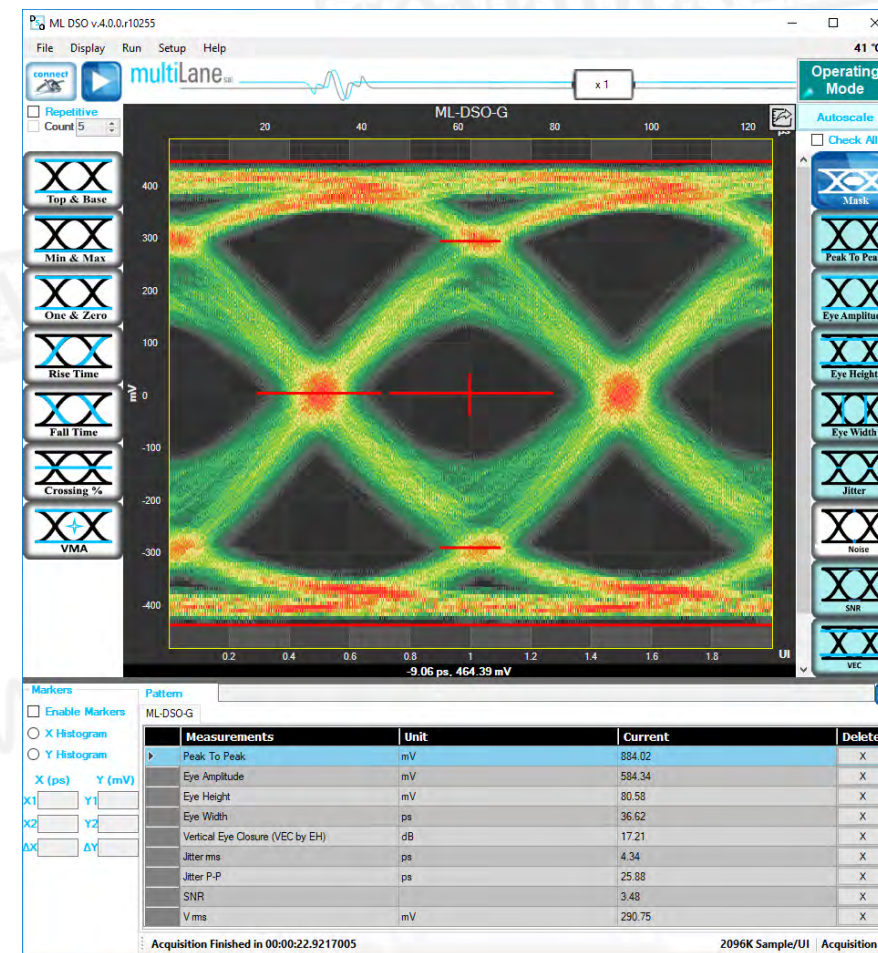 ML DSO v.4.0.0.r10255
File Display Run Setup Help
41 °C
connect
multiLane sal
x 1
Operating Mode
Repetitive
Count 5
ML-DSO-G
Autoscale
Check All
20 40 60 80 100 120 ps
Top & Base
Min & Max
One & Zero
Rise Time
Fall Time
Crossing %
VMA
400
300
200
100
0
-100
-200
-300
-400
mV
0.2 0.4 0.6 0.8 1 1.2 1.4 1.6 1.8 UI
-9.06 ps, 464.39 mV
Mask
Peak To Pea
Eye Amplitud
Eye Height
Eye Width
Jitter
Noise
SNR
VEC
Markers
Enable Markers
X Histogram
Y Histogram
X (ps) Y (mV)
X1 Y1
X2 Y2
ΔX ΔY
Pattern
ML-DSO-G
Measurements Unit Current Delete
Peak To Peak mV 884.02 X
Eye Amplitude mV 584.34 X
Eye Height mV 80.58 X
Eye Width ps 36.62 X
Vertical Eye Closure (VEC by EH) dB 17.21 X
Jitter rms ps 4.34 X
Jitter P-P ps 25.88 X
SNR 3.48 X
V rms mV 290.75 X
Acquisition Finished in 00:00:22.9217005
2096K Sample/UI Acquisition